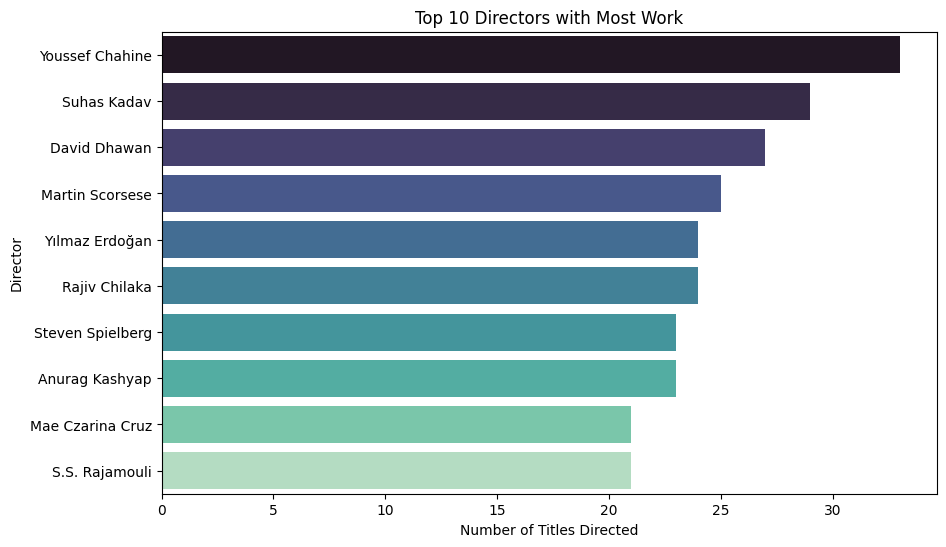 Top 10 Directors with Most Work
Youssef Chahine
Suhas Kadav
David Dhawan
Martin Scorsese
Yılmaz Erdoğan
Rajiv Chilaka
Steven Spielberg
Anurag Kashyap
Mae Czarina Cruz
S.S. Rajamouli
Director
0 5 10 15 20 25 30
Number of Titles Directed